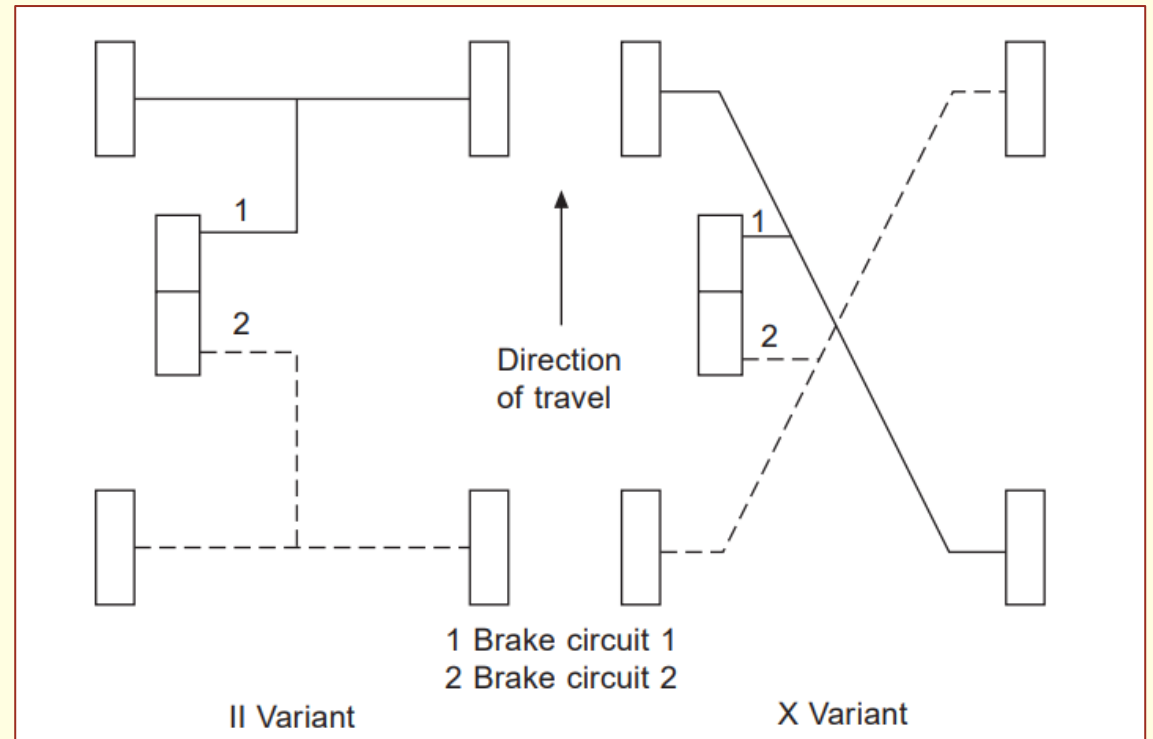 1
1
2
2
Direction
of travel
1 Brake circuit 1
2 Brake circuit 2
II Variant
X Variant